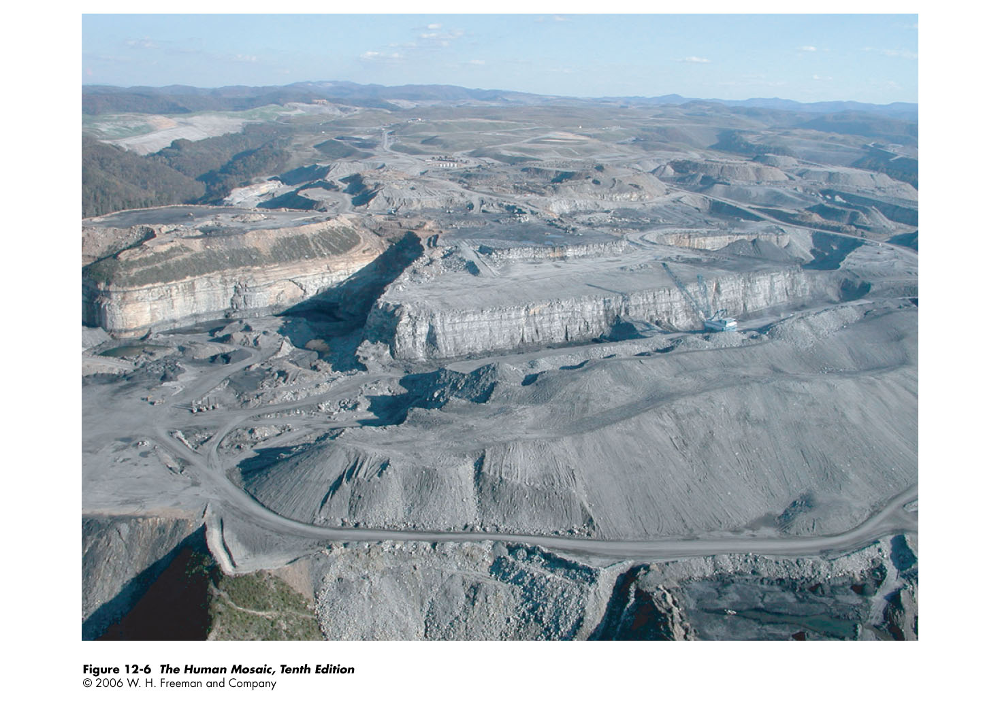 Figure 12-6 The Human Mosaic, Tenth Edition
© 2006 W. H. Freeman and Company